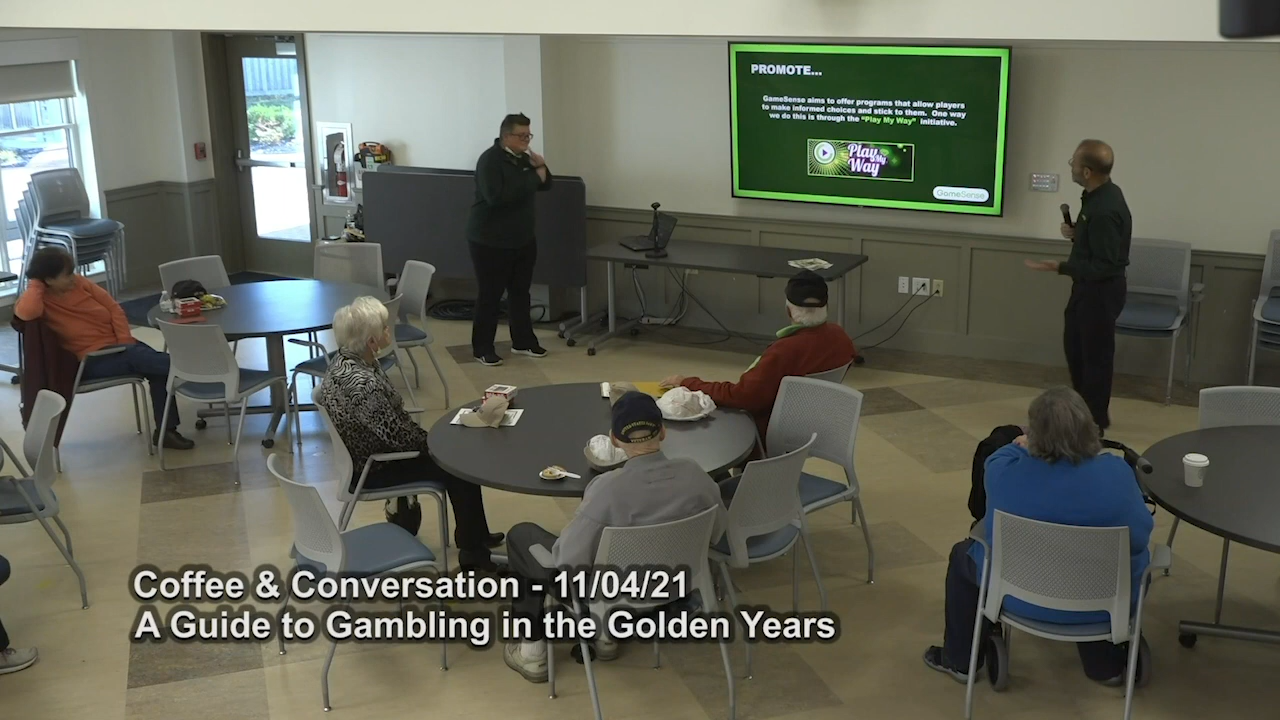 PROMOTE...
GameSense aims to offer programs that allow players
to make informed choices and stick to them. One way
we do this is through the "Play My Way" initiative.
Play
My
Way
GameSense
Coffee & Conversation - 11/04/21
A Guide to Gambling in the Golden Years